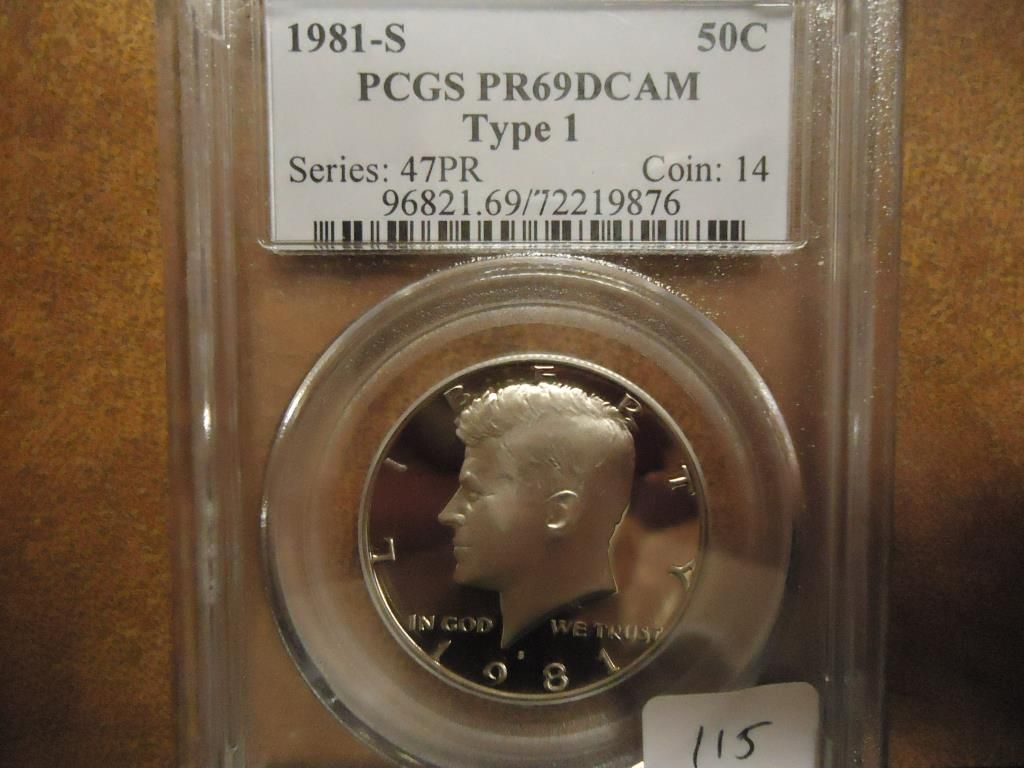 1981-S 50C
PCGS PR69DCAM
Type 1
Series: 47PR Coin: 14
96821.69/72219876
LIBERTY
IN GOD WE TRUST
S
1981
115